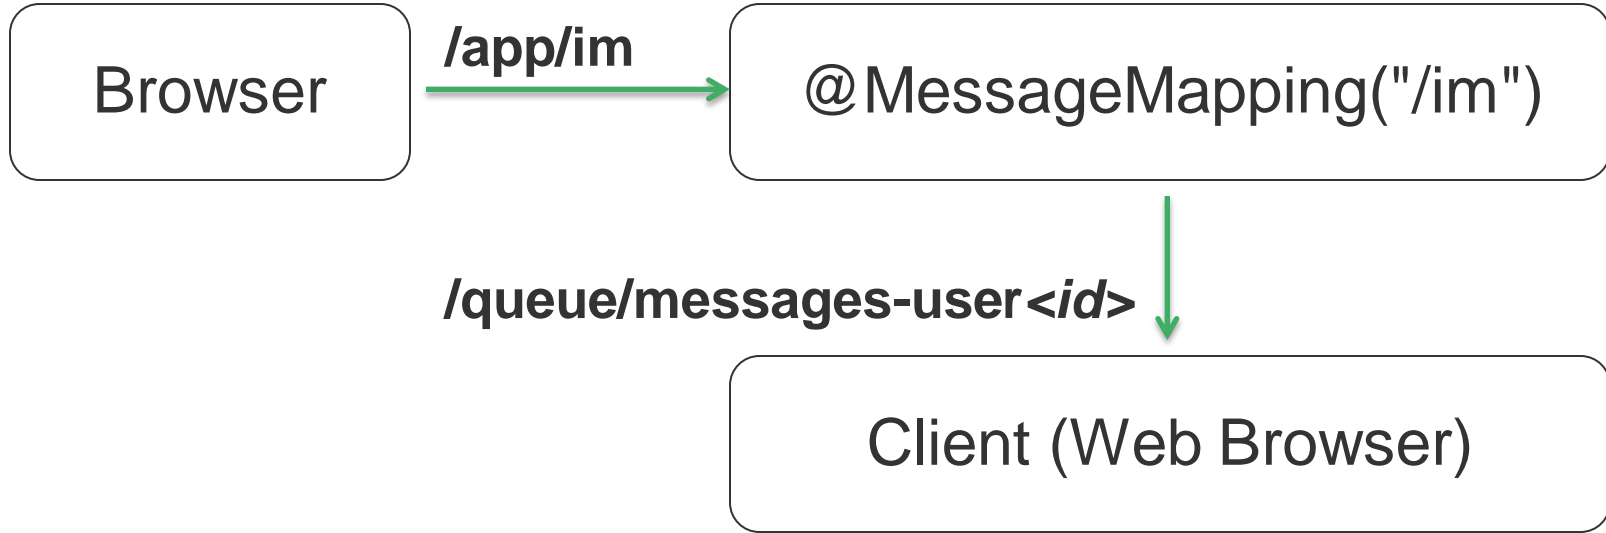 /app/im
Browser
@MessageMapping("/im")
/queue/messages-user<id>
Client (Web Browser)